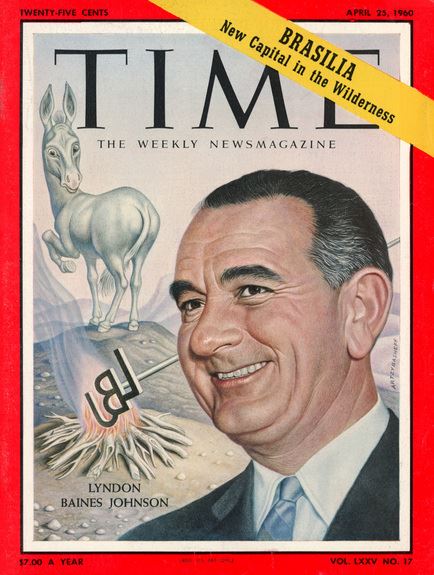 TWENTY-FIVE CENTS
APRIL 25, 1960
BRASILIA
New Capital in the Wilderness
TIME
THE WEEKLY NEWSMAGAZINE
LBJ
LYNDON
BAINES JOHNSON
ARTZYBASHEFF
$7.00 A YEAR
VOL. LXXV NO. 17